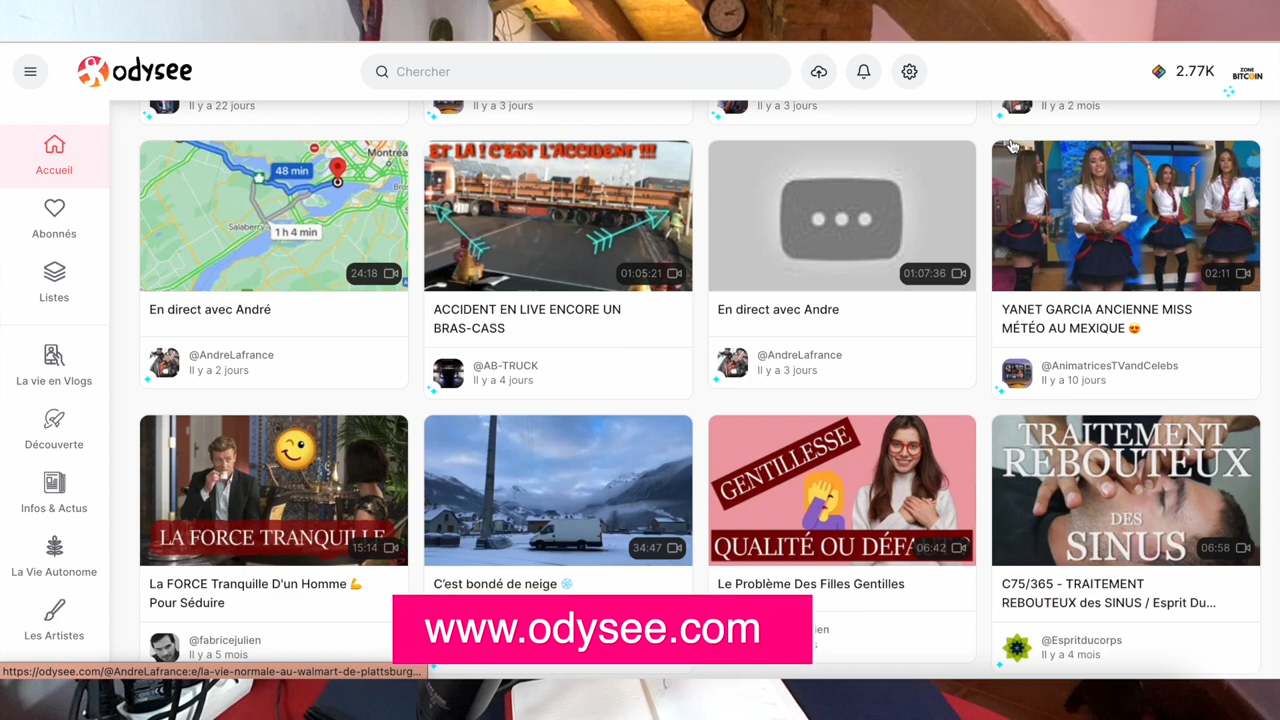 odysee
Chercher
2.77K
ZONE
BITCOIN
Il y a 22 jours
Il y a 3 jours
Il y a 3 jours
Il y a 2 mois
Accueil
Abonnés
Listes
La vie en Vlogs
Découverte
Infos & Actus
La Vie Autonome
Les Artistes
48 min
Montréa
Bros
Salaberry
1 h 4 min
24:18
En direct avec André
@AndreLafrance
Il y a 2 jours
ET LA ! C'EST L'ACCIDENT !!!
01:05:21
ACCIDENT EN LIVE ENCORE UN
BRAS-CASS
@AB-TRUCK
Il y a 4 jours
01:07:36
En direct avec Andre
@AndreLafrance
Il y a 3 jours
02:11
YANET GARCIA ANCIENNE MISS
MÉTÉO AU MEXIQUE 😍
@AnimatricesTVandCelebs
Il y a 10 jours
LA FORCE TRANQUILLE
15:14
La FORCE Tranquille D'un Homme 💪
Pour Séduire
@fabricejulien
Il y a 5 mois
34:47
C'est bondé de neige ❄️
GENTILLESSE
QUALITÉ OU DÉFA
06:42
Le Problème Des Filles Gentilles
ien
TRAITEMENT
REBOUTEUX
DES
SINUS
06:58
C75/365 - TRAITEMENT
REBOUTEUX des SINUS / Esprit Du...
@Espritducorps
Il y a 4 mois
www.odysee.com
https://odysee.com/@AndreLafrance:e/la-vie-normale-au-walmart-de-plattsburg...